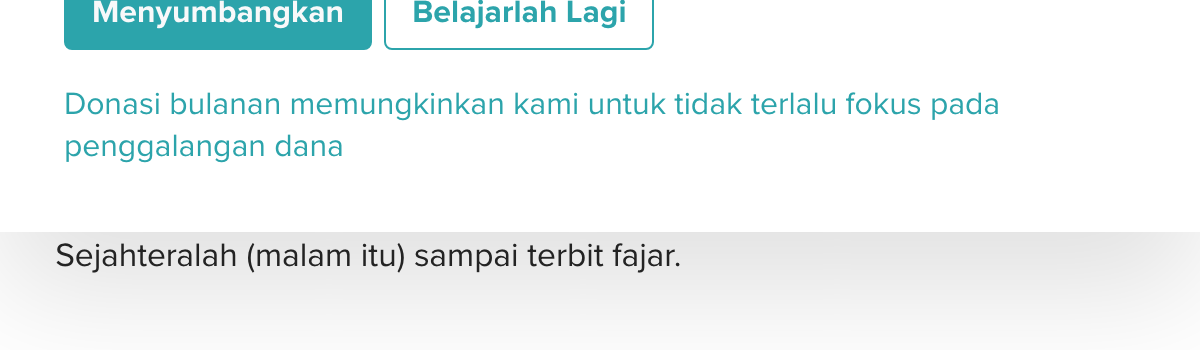 Menyumbangkan
Belajarlah Lagi
Donasi bulanan memungkinkan kami untuk tidak terlalu fokus pada
penggalangan dana
Sejahteralah (malam itu) sampai terbit fajar.